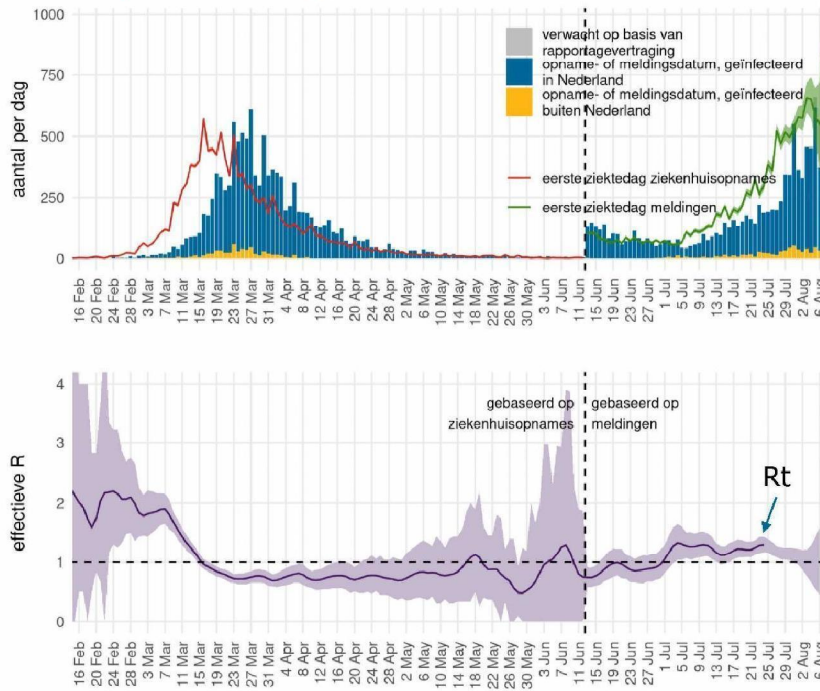 1000
750
500
250
0
aantal per dag
verwacht op basis van
rapportagevertraging
opname- of meldingsdatum, geïnfecteerd
in Nederland
opname- of meldingsdatum, geïnfecteerd
buiten Nederland
eerste ziektedag ziekenhuisopnames
eerste ziektedag meldingen
16 Feb
20 Feb
24 Feb
28 Feb
3 Mar
7 Mar
11 Mar
15 Mar
19 Mar
23 Mar
27 Mar
31 Mar
4 Apr
8 Apr
12 Apr
16 Apr
20 Apr
24 Apr
28 Apr
2 May
6 May
10 May
14 May
18 May
22 May
26 May
30 May
3 Jun
7 Jun
11 Jun
15 Jun
19 Jun
23 Jun
27 Jun
1 Jul
5 Jul
9 Jul
13 Jul
17 Jul
21 Jul
25 Jul
29 Jul
2 Aug
6 Aug
4
3
2
1
0
effectieve R
gebaseerd op
ziekenhuisopnames
gebaseerd op
meldingen
Rt
16 Feb
20 Feb
24 Feb
28 Feb
3 Mar
7 Mar
11 Mar
15 Mar
19 Mar
23 Mar
27 Mar
31 Mar
4 Apr
8 Apr
12 Apr
16 Apr
20 Apr
24 Apr
28 Apr
2 May
6 May
10 May
14 May
18 May
22 May
26 May
30 May
3 Jun
7 Jun
11 Jun
15 Jun
19 Jun
23 Jun
27 Jun
1 Jul
5 Jul
9 Jul
13 Jul
17 Jul
21 Jul
25 Jul
29 Jul
2 Aug
6 Aug